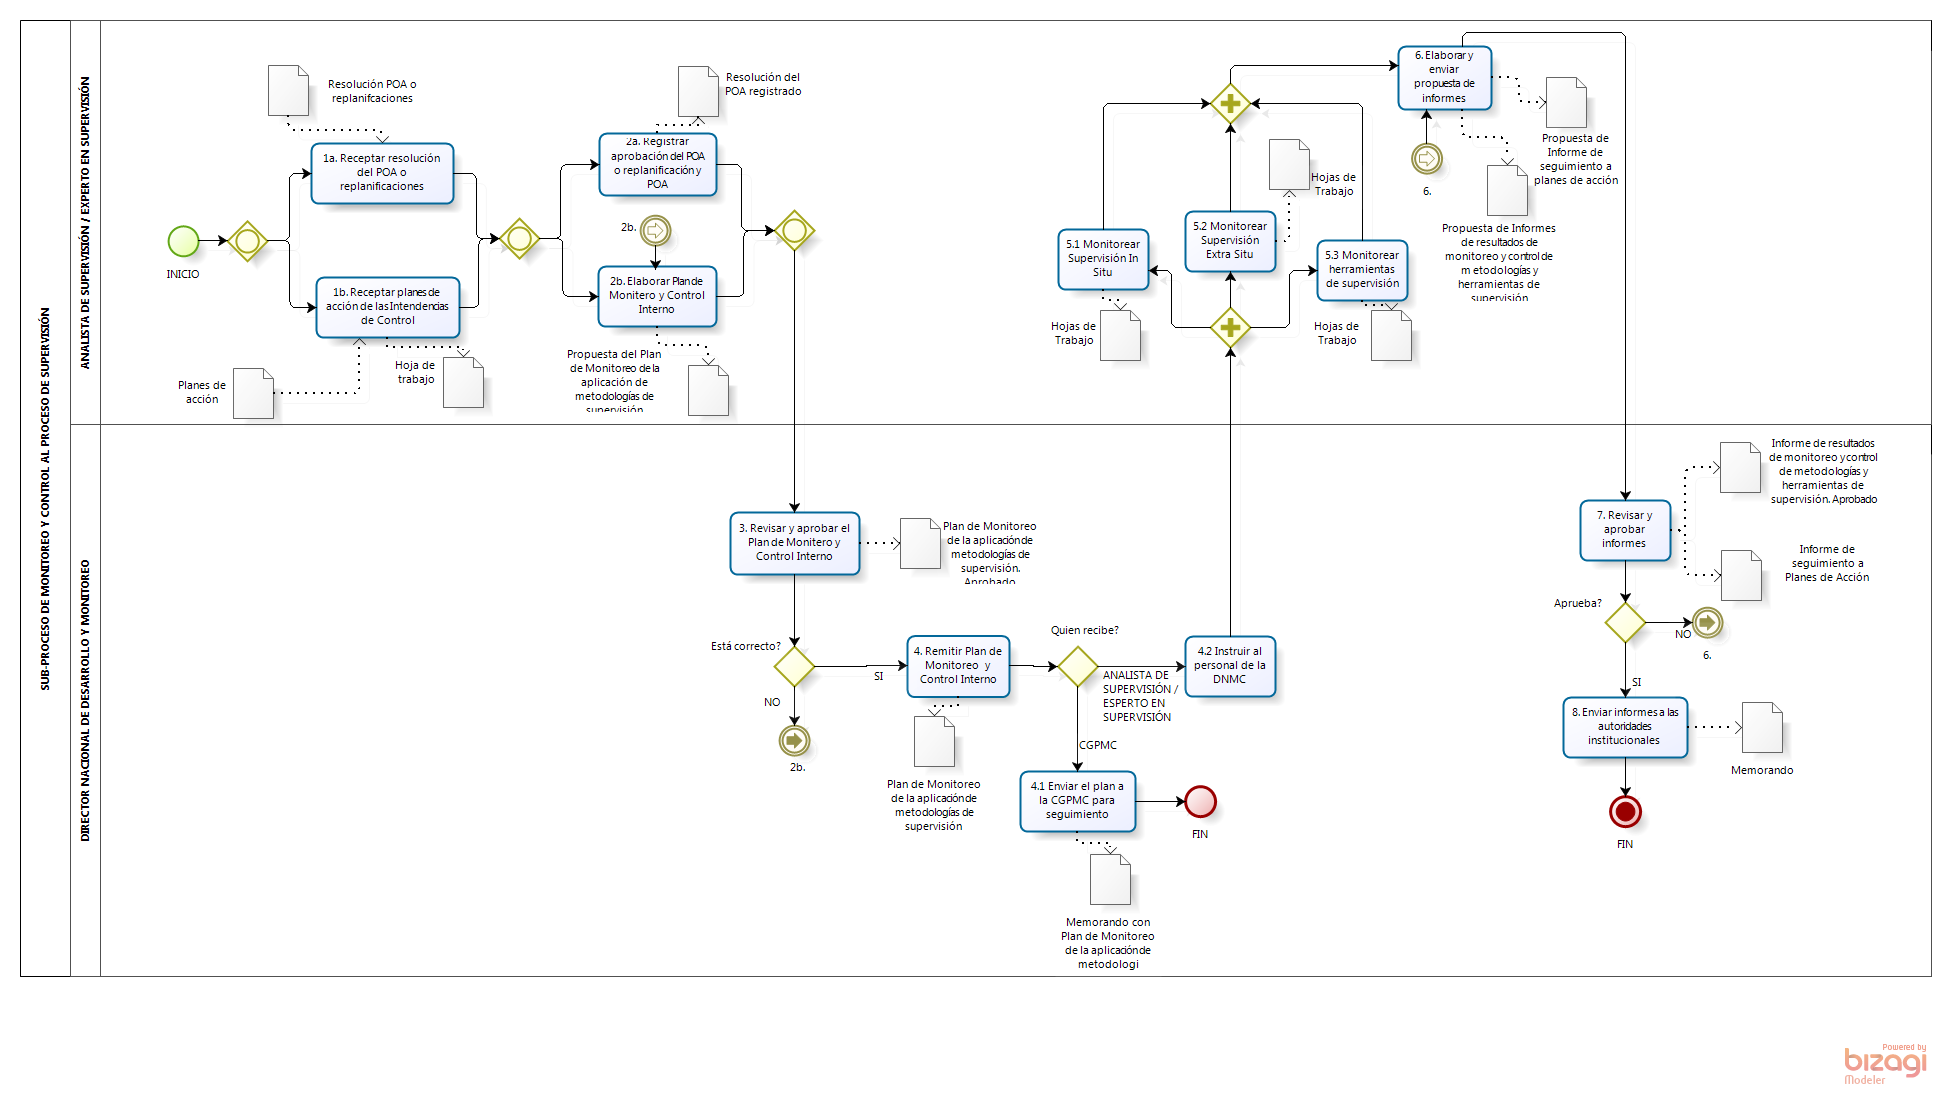 SUB-PROCESO DE MONITOREO Y CONTROL AL PROCESO DE SUPERVISIÓN
ANALISTA DE SUPERVISIÓN / EXPERTO EN SUPERVISIÓN
INICIO
Resolución POA o
replanifcaciones
1a. Receptar resolución
del POA o
replanificaciones
1b. Receptar planes de
acción de las Intendencias
de Control
Planes de
acción
Hoja de
trabajo
Resolución del
POA registrado
2a. Registrar
aprobación del POA
o replanificación y
POA
2b.
2b. Elaborar Plan de
Monitero y Control
Interno
Propuesta del Plan
de Monitoreo de la
aplicación de
metodologías de
supervisión
5.1 Monitorear
Supervisión In
Situ
Hojas de
Trabajo
5.2 Monitorear
Supervisión
Extra Situ
Hojas de
Trabajo
5.3 Monitorear
herramientas
de supervisión
Hojas de
Trabajo
6. Elaborar y
enviar
propuesta de
informes
6.
Propuesta de
Informe de
seguimiento a
planes de acción
Propuesta de Informes
de resultados de
monitoreo y control de
metodologías y
herramientas de
supervisión
DIRECTOR NACIONAL DE DESARROLLO Y MONITOREO
3. Revisar y aprobar el
Plan de Monitero y
Control Interno
Plan de Monitoreo
de la aplicación de
metodologías de
supervisión.
Aprobado
Está correcto?
SI
NO
2b.
4. Remitir Plan de
Monitoreo y
Control Interno
Plan de Monitoreo
de la aplicación de
metodologías de
supervisión
Quien recibe?
ANALISTA DE
SUPERVISIÓN /
ESPERTO EN
SUPERVISIÓN
CGPMC
4.2 Instruir al
personal de la
DNMC
4.1 Enviar el plan a
la CGPMC para
seguimiento
FIN
Memorando con
Plan de Monitoreo
de la aplicación de
metodologi
7. Revisar y
aprobar
informes
Informe de resultados
de monitoreo y control
de metodologías y
herramientas de
supervisión. Aprobado
Informe de
seguimiento a
Planes de Acción
Aprueba?
NO
6.
SI
8. Enviar informes a las
autoridades
institucionales
Memorando
FIN
Powered by
bizagi
Modeler